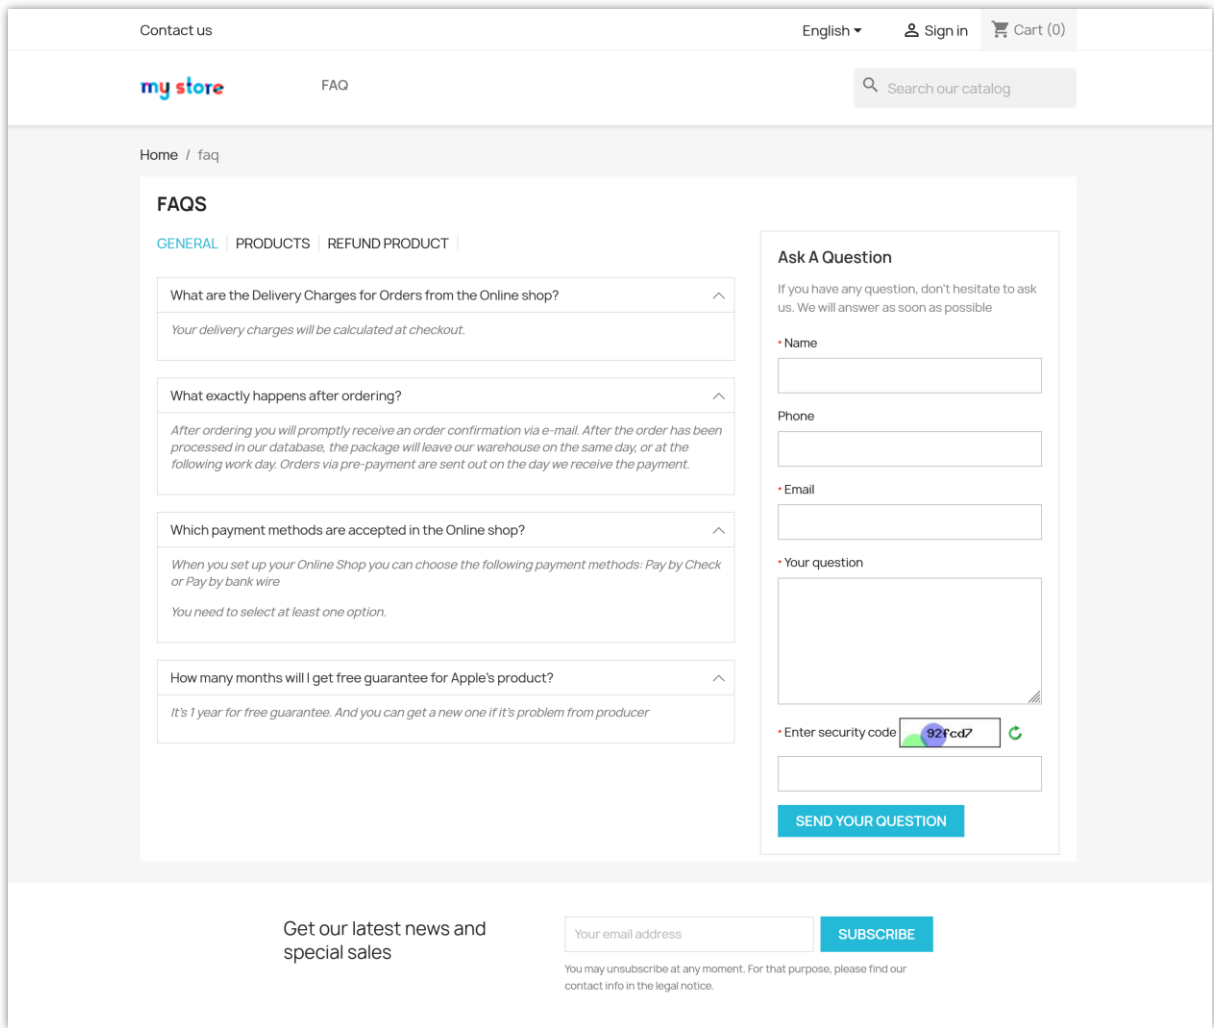 Contact us
English
Sign in
Cart (0)
my store
FAQ
Search our catalog
Home / faq
FAQS
GENERAL
PRODUCTS
REFUND PRODUCT
What are the Delivery Charges for Orders from the Online shop?
Your delivery charges will be calculated at checkout.
What exactly happens after ordering?
After ordering you will promptly receive an order confirmation via e-mail. After the order has been
processed in our database, the package will leave our warehouse on the same day, or at the
following work day. Orders via pre-payment are sent out on the day we receive the payment.
Which payment methods are accepted in the Online shop?
When you set up your Online Shop you can choose the following payment methods: Pay by Check
or Pay by bank wire
You need to select at least one option.
How many months will I get free guarantee for Apple's product?
It's 1 year for free guarantee. And you can get a new one if it's problem from producer
Ask A Question
If you have any question, don't hesitate to ask
us. We will answer as soon as possible
* Name
Phone
* Email
* Your question
* Enter security code 92fcd7
SEND YOUR QUESTION
Get our latest news and
special sales
Your email address
SUBSCRIBE
You may unsubscribe at any moment. For that purpose, please find our
contact info in the legal notice.